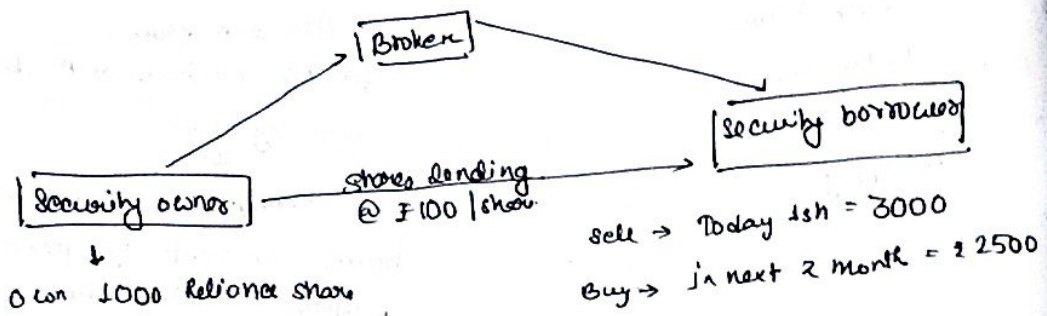 Broker
security borrower
Security owner
shares lending
@ ₹100 / share
sell → Today 1sh = 3000
Buy → in next 2 month = ₹ 2500
Own 1000 Reliance share